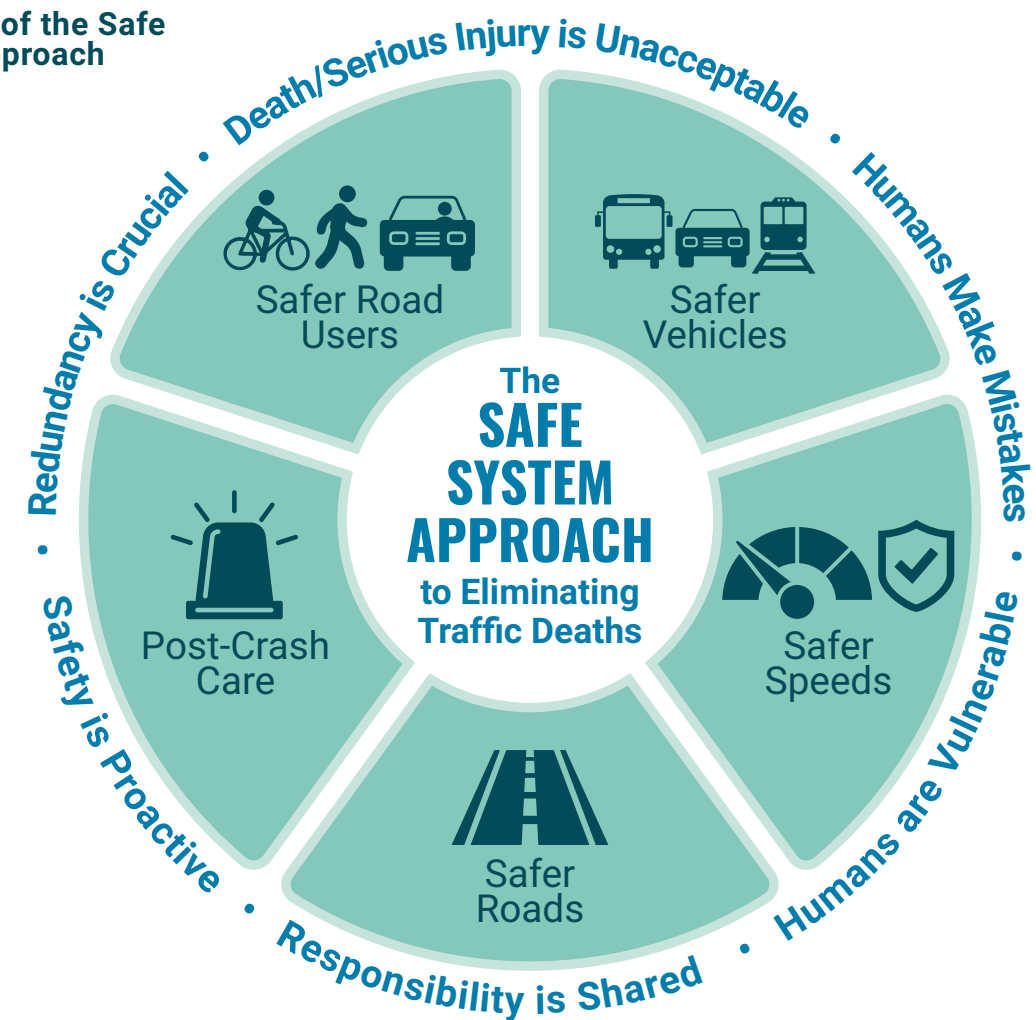 of the Safe
proach
Death/Serious Injury is Unacceptable
•
Humans Make Mistakes
•
Humans are Vulnerable
•
Responsibility is Shared
•
Safety is Proactive
•
Redundancy is Crucial
•
Safer Road
Users
Safer
Vehicles
The
SAFE
SYSTEM
APPROACH
to Eliminating
Traffic Deaths
Post-Crash
Care
Safer
Speeds
Safer
Roads